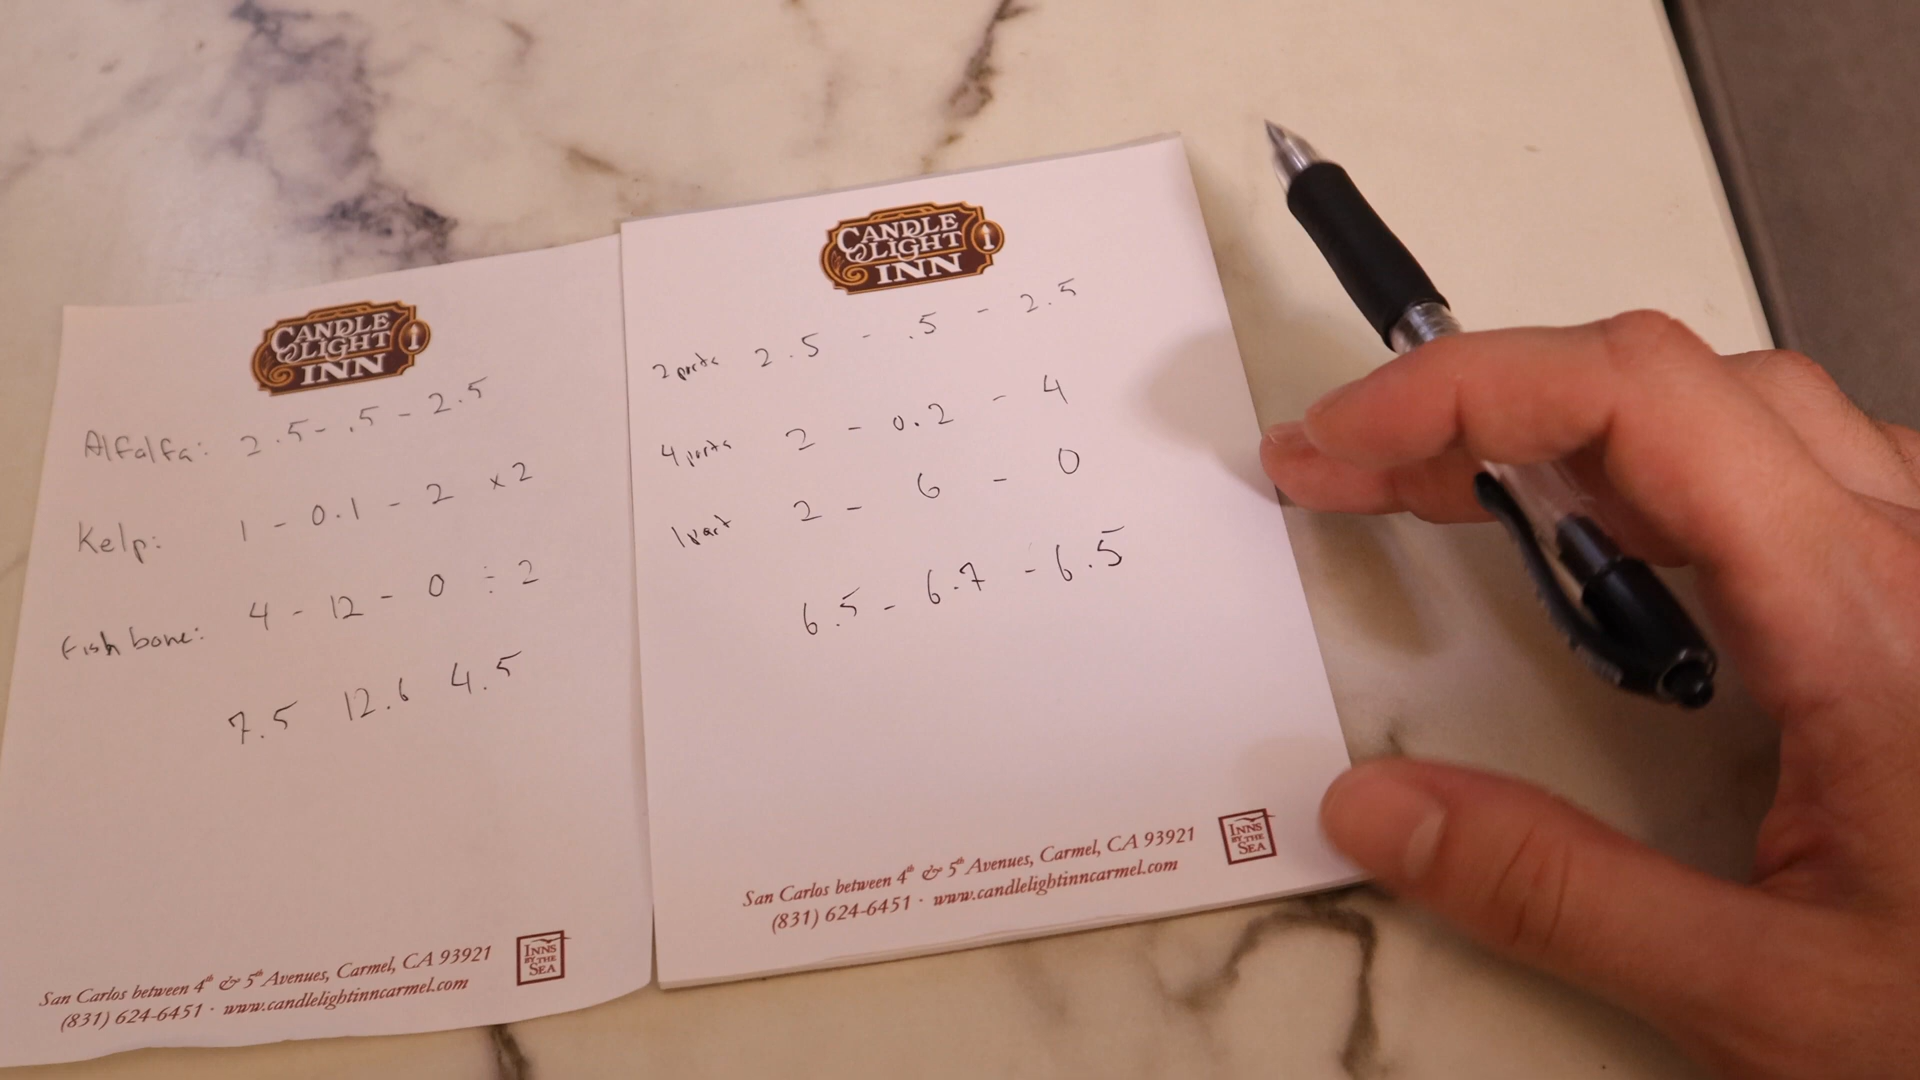 CANDLE
LIGHT
INN
Alfalfa: 2.5 - .5 - 2.5
Kelp: 1 - 0.1 - 2 x2
Fish bone: 4 - 12 - 0 ÷ 2
7.5 12.6 4.5
San Carlos between 4th & 5th Avenues, Carmel, CA 93921
(831) 624-6451 · www.candlelightinncarmel.com
INNS
BY THE
SEA
CANDLE
LIGHT
INN
2 parts 2.5 - .5 - 2.5
4 parts 2 - 0.2 - 4
1 part 2 - 6 - 0
6.5 - 6.7 - 6.5
San Carlos between 4th & 5th Avenues, Carmel, CA 93921
(831) 624-6451 · www.candlelightinncarmel.com
INNS
BY THE
SEA